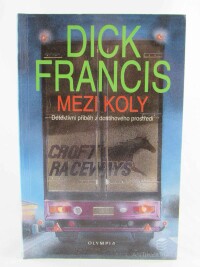 DICK
FRANCIS
MEZI KOLY
Detektivní příběh z dostihového prostředí
CROFT
RACEWAYS
OLYMPIA